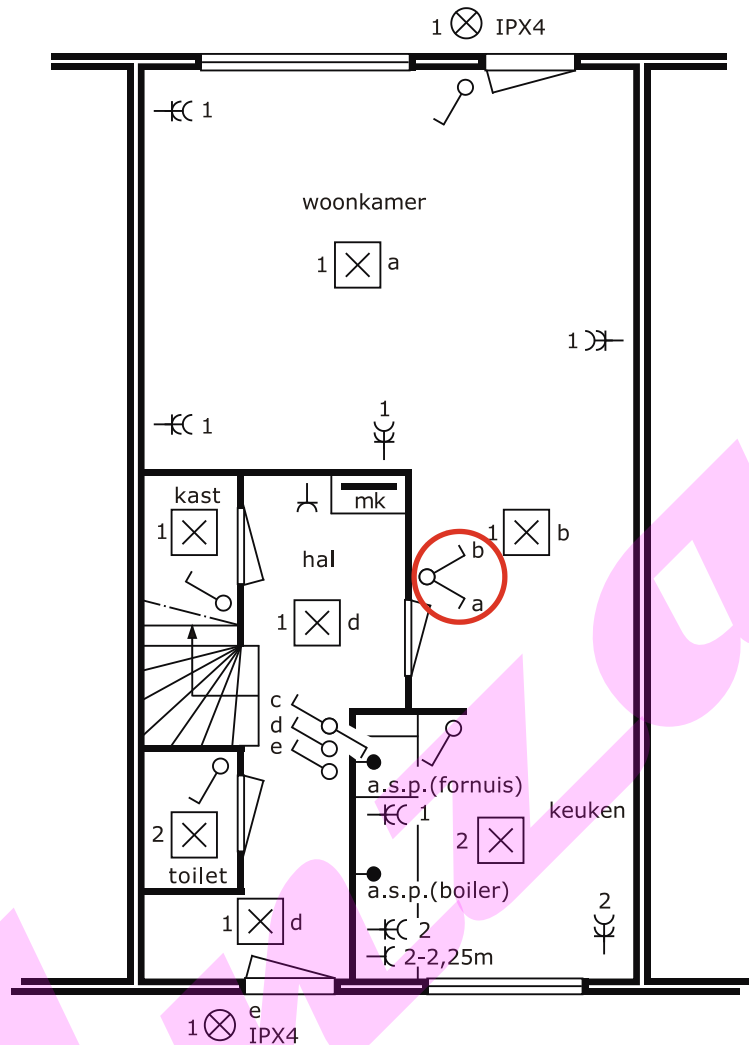 1 IPX4
1
woonkamer
1 a
1
1
1
kast
mk
1
1 b
b
hal
a
1 d
c
d
e
a.s.p.(fornuis)
1
keuken
2
2
toilet
a.s.p.(boiler)
2
1 d
2
2-2,25m
e
1 IPX4